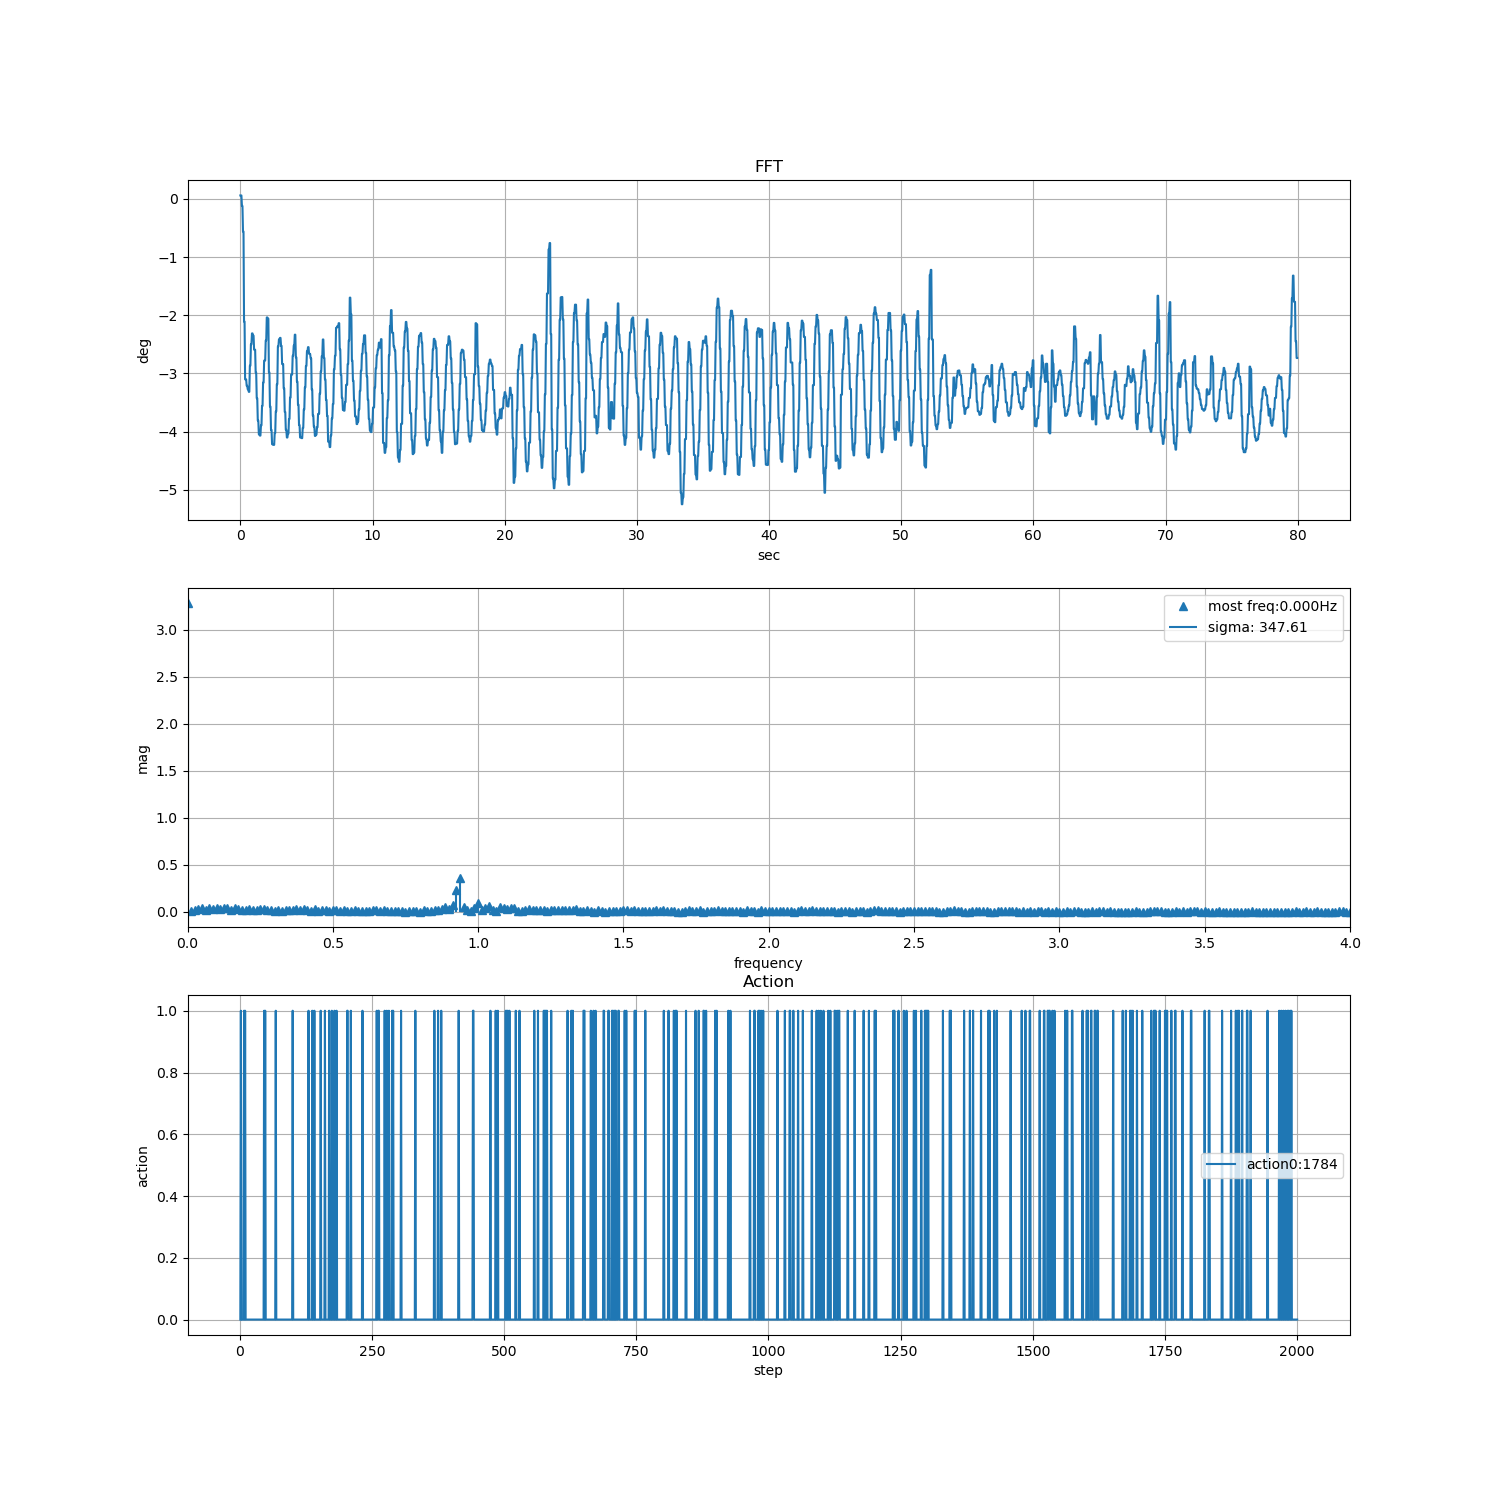 FFT
0
−1
−2
−3
−4
−5
deg
0 10 20 30 40 50 60 70 80
sec
most freq:0.000Hz
sigma: 347.61
3.0
2.5
2.0
1.5
1.0
0.5
0.0
mag
0.0 0.5 1.0 1.5 2.0 2.5 3.0 3.5 4.0
frequency
Action
1.0
0.8
0.6
0.4
0.2
0.0
action
action0:1784
0 250 500 750 1000 1250 1500 1750 2000
step